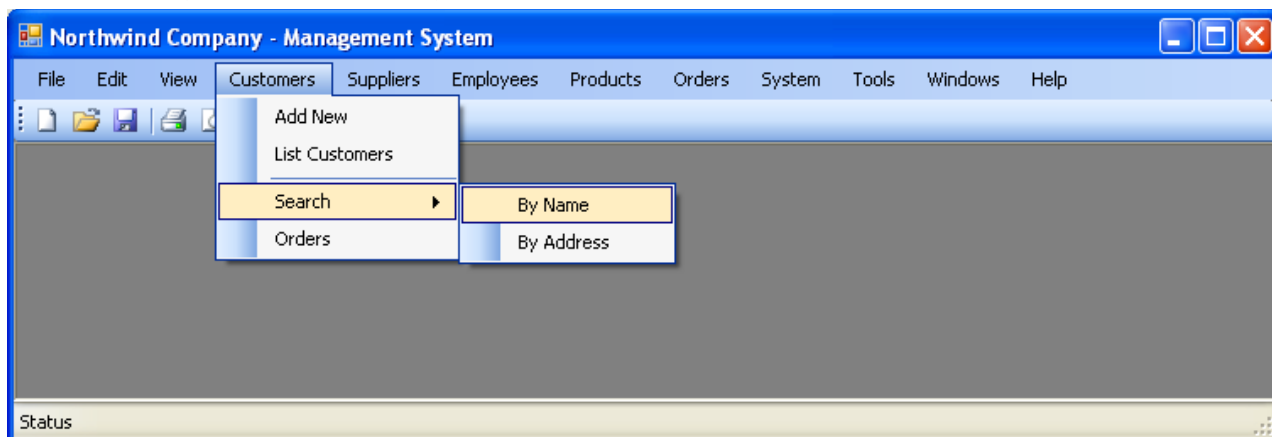 Northwind Company - Management System
File Edit View Customers Suppliers Employees Products Orders System Tools Windows Help
Add New
List Customers
Search By Name
Orders By Address
Status